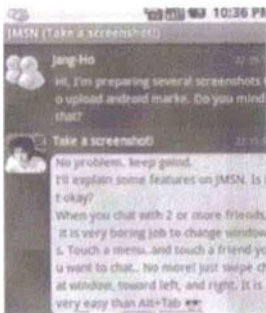 10:36 PM
JMSN (Take a screenshot!)
Jang-Ho
Hi, I'm preparing several screenshots t
o upload android marke. Do you mind
that?
Take a screenshot!
No problem. keep goind.
I'll explain some features on JMSN. Is i
t okay?
When you chat with 2 or more friends,
it is very boring job to change window
s. Touch a menu.. and touch a friend yo
u want to chat.. No more! just swipe ch
at window, toward left, and right. It is
very easy than Alt+Tab